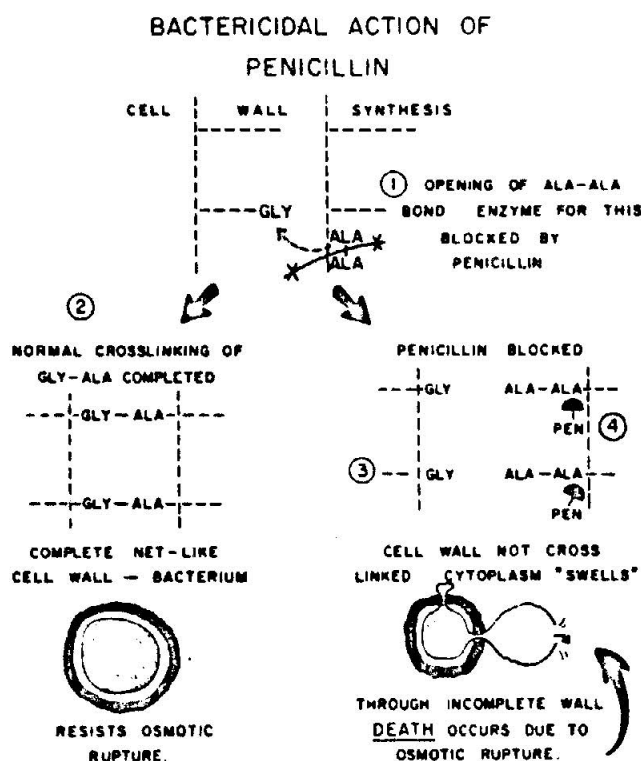 BACTERICIDAL ACTION OF
PENICILLIN
CELL WALL SYNTHESIS
① OPENING OF ALA-ALA
BOND ENZYME FOR THIS
BLOCKED BY
PENICILLIN
GLY
ALA
ALA
②
NORMAL CROSSLINKING OF
GLY-ALA COMPLETED
GLY-ALA
GLY-ALA
COMPLETE NET-LIKE
CELL WALL - BACTERIUM
RESISTS OSMOTIC
RUPTURE.
PENICILLIN BLOCKED
GLY ALA-ALA
PEN ④
③ GLY ALA-ALA
PEN
CELL WALL NOT CROSS
LINKED CYTOPLASM "SWELLS"
THROUGH INCOMPLETE WALL
DEATH OCCURS DUE TO
OSMOTIC RUPTURE.